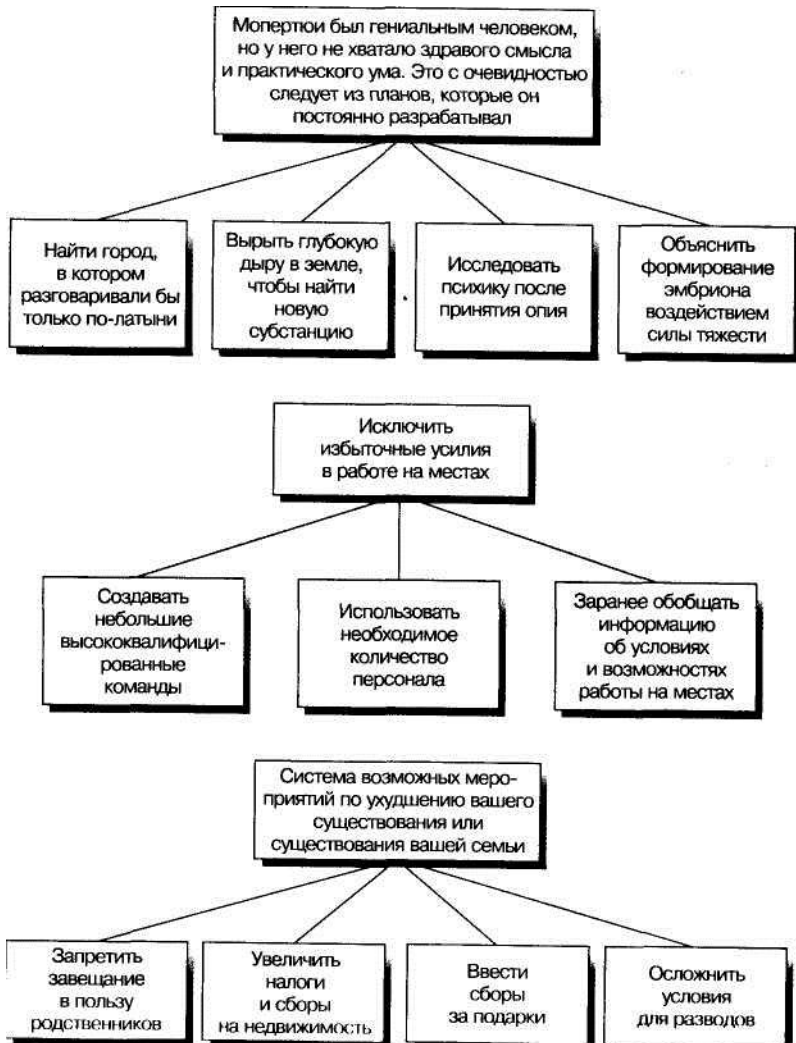 Мопертюи был гениальным человеком,
но у него не хватало здравого смысла
и практического ума. Это с очевидностью
следует из планов, которые он
постоянно разрабатывал
Найти город,
в котором
разговаривали бы
только по-латыни
Вырыть глубокую
дыру в земле,
чтобы найти
новую
субстанцию
Исследовать
психику после
принятия опия
Объяснить
формирование
эмбриона
воздействием
силы тяжести
Исключить
избыточные усилия
в работе на местах
Создавать
небольшие
высококвалифици-
рованные
команды
Использовать
необходимое
количество
персонала
Заранее обобщать
информацию
об условиях
и возможностях
работы на местах
Система возможных меро-
приятий по ухудшению вашего
существования или
существования вашей семьи
Запретить
завещание
в пользу
родственников
Увеличить
налоги
и сборы
на недвижимость
Ввести
сборы
за подарки
Осложнить
условия
для разводов